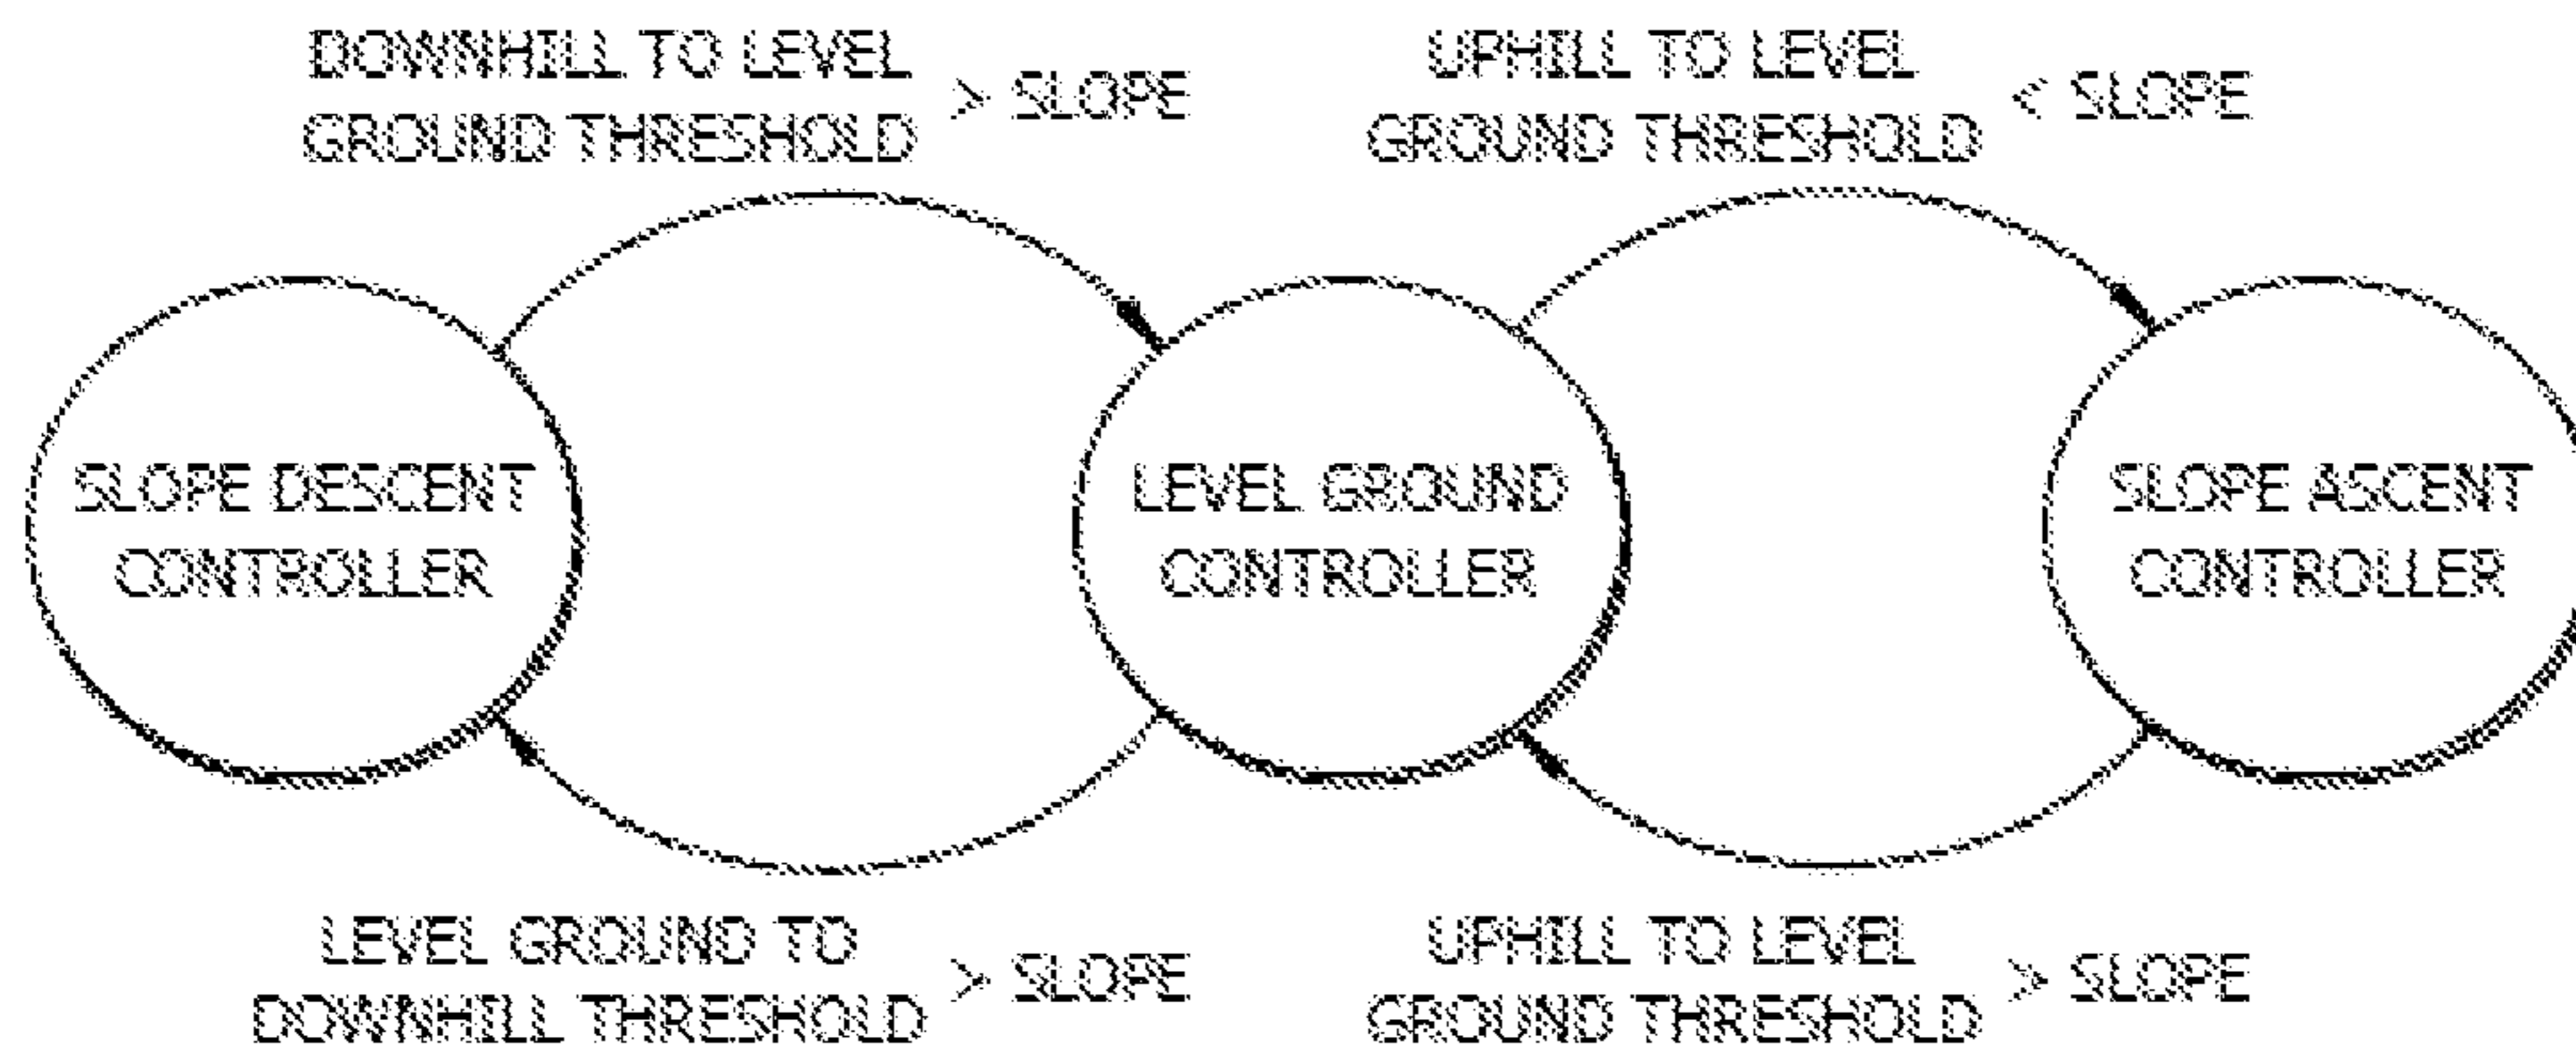 DOWNHILL TO LEVEL
GROUND THRESHOLD > SLOPE
UPHILL TO LEVEL
GROUND THRESHOLD < SLOPE
SLOPE DESCENT
CONTROLLER
LEVEL GROUND
CONTROLLER
SLOPE ASCENT
CONTROLLER
LEVEL GROUND TO
DOWNHILL THRESHOLD > SLOPE
UPHILL TO LEVEL
GROUND THRESHOLD > SLOPE